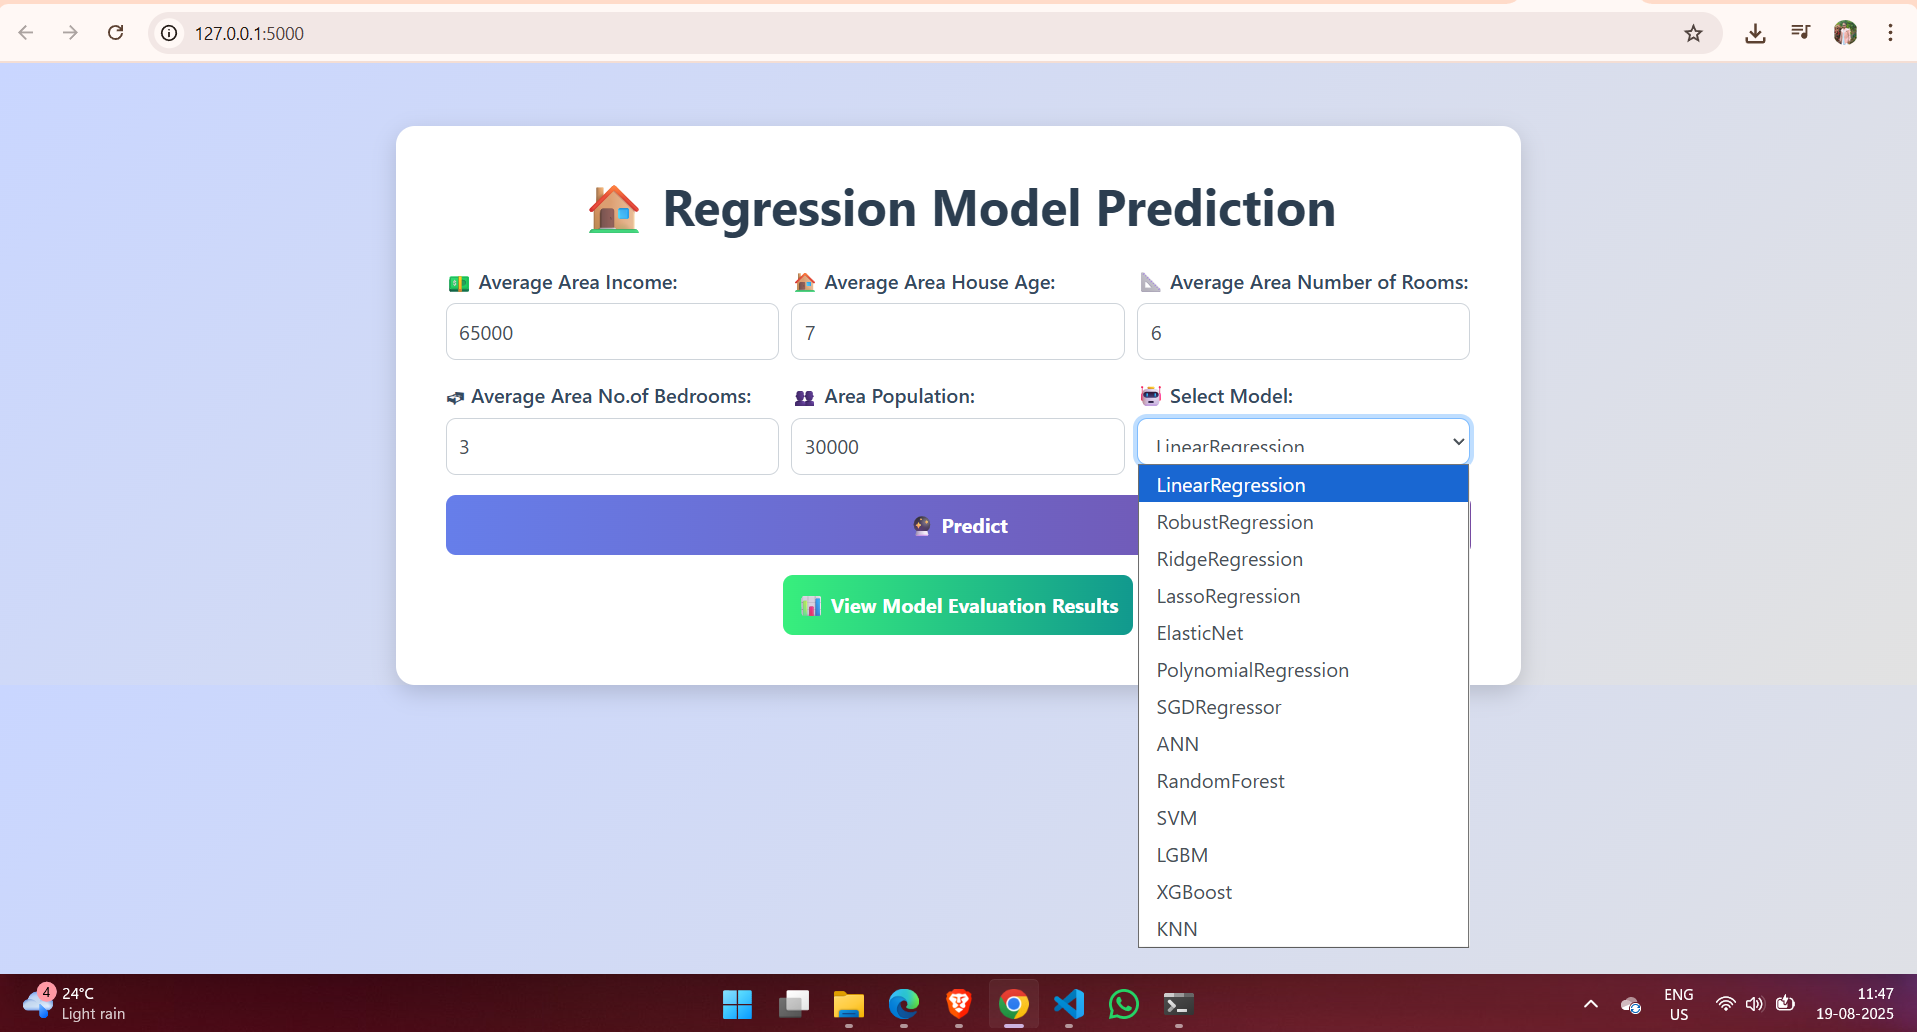 127.0.0.1:5000
Regression Model Prediction
Average Area Income:
Average Area House Age:
Average Area Number of Rooms:
65000
7
6
Average Area No.of Bedrooms:
Area Population:
Select Model:
3
30000
LinearRegression
LinearRegression
RobustRegression
RidgeRegression
LassoRegression
ElasticNet
PolynomialRegression
SGDRegressor
ANN
RandomForest
SVM
LGBM
XGBoost
KNN
Predict
View Model Evaluation Results
4
24°C
Light rain
ENG
US
11:47
19-08-2025